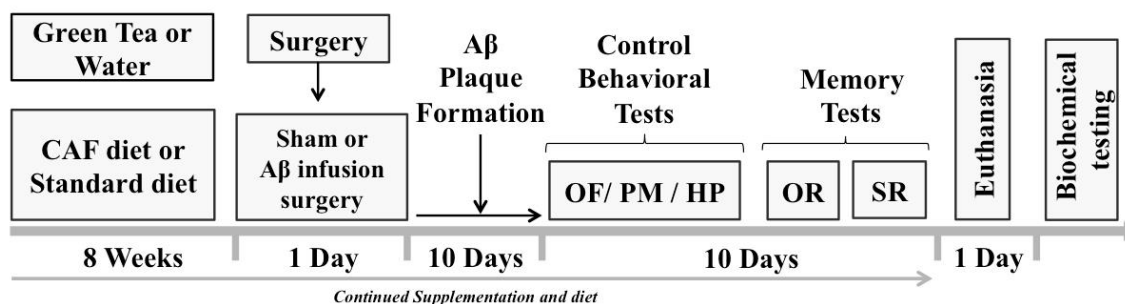 Green Tea or
Water
CAF diet or
Standard diet
Surgery
Sham or
Aβ infusion
surgery
Aβ
Plaque
Formation
Control
Behavioral
Tests
OF/ PM / HP
Memory
Tests
OR
SR
Euthanasia
Biochemical
testing
8 Weeks
1 Day
10 Days
10 Days
1 Day
Continued Supplementation and diet